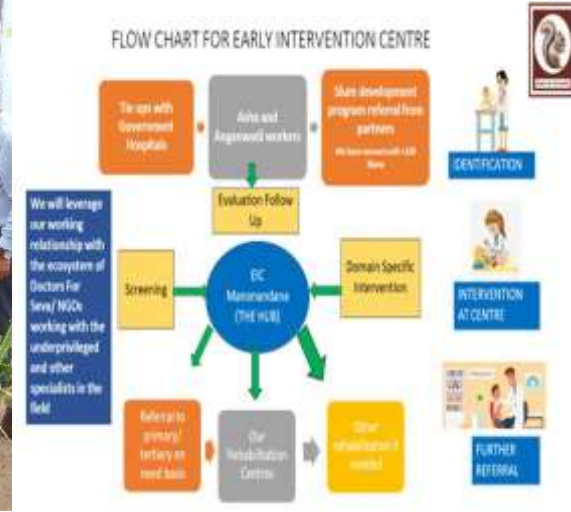 FLOW CHART FOR EARLY INTERVENTION CENTRE
Tie ups with
Government
Hospitals
Asha and
Anganwadi workers
Slum development
program referral from
partners
We have
IDENTIFICATION
Evaluation Follow
Up
We will leverage
our working
relationship with
the ecosystem of
Doctors For
Seva/ NGOs
working with the
underprivileged
and other
specialists in the
field
Screening
EIC
(THE HUB)
Domain Specific
Intervention
INTERVENTION
AT CENTRE
Referral to
primary/
tertiary on
need basis
Our
Rehabilitation
Centres
Other
rehabilitation if
needed
FURTHER
REFERRAL